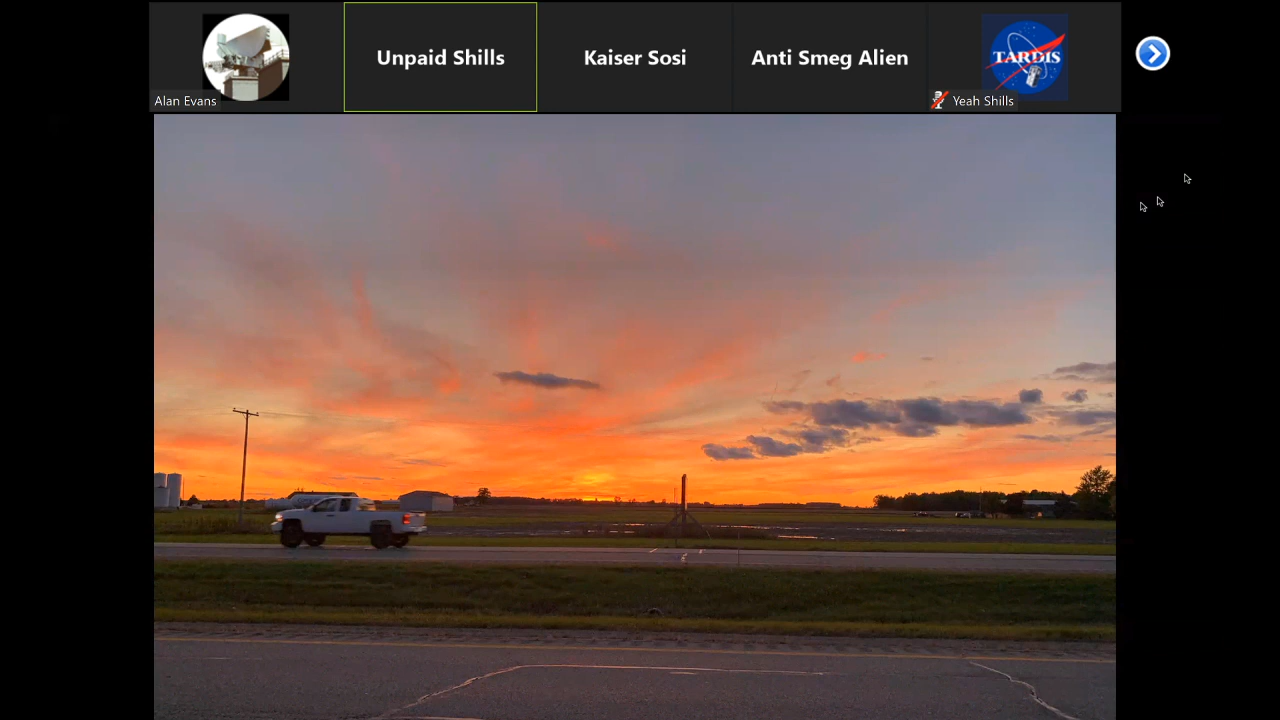 Unpaid Shills
Kaiser Sosi
Anti Smeg Alien
TARDIS
Alan Evans
Yeah Shills